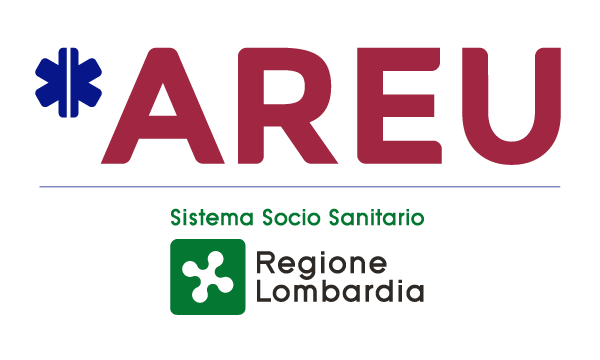 *AREU
Sistema Socio Sanitario
Regione
Lombardia